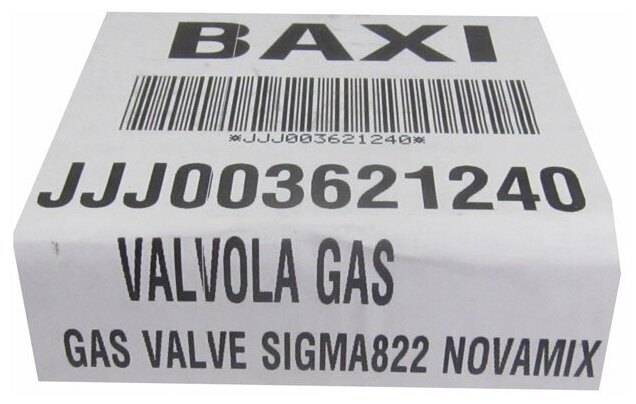 BAXI
*JJJ003621240*
JJJ003621240
VALVOLA GAS
GAS VALVE SIGMA822 NOVAMIX